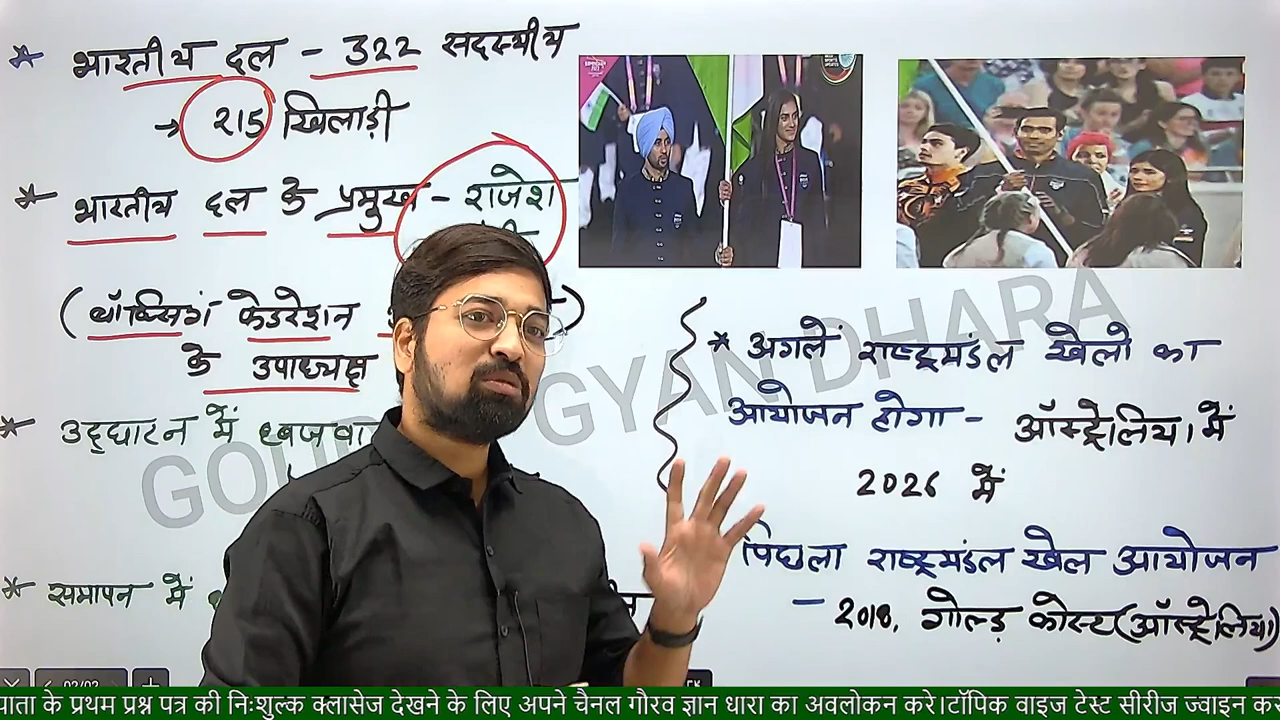 * भारतीय दल - 322 सदस्यीय
→ 215 खिलाड़ी
* भारतीय दल के प्रमुख - राजेश
(बॉक्सिंग फेडरेशन
के उपाध्यक्ष
* उद्घाटन में ध्वजवा
* समापन में
* अगले राष्ट्रमंडल खेलो का
आयोजन होगा - ऑस्ट्रेलिया में
2026 में
पिछला राष्ट्रमंडल खेल आयोजन
- 2018, गोल्ड कोस्ट (ऑस्ट्रेलिया)
GYAN DHARA
पाता के प्रथम प्रश्न पत्र की निःशुल्क क्लासेज देखने के लिए अपने चैनल गौरव ज्ञान धारा का अवलोकन करे।टॉपिक वाइज टेस्ट सीरीज ज्वाइन कर